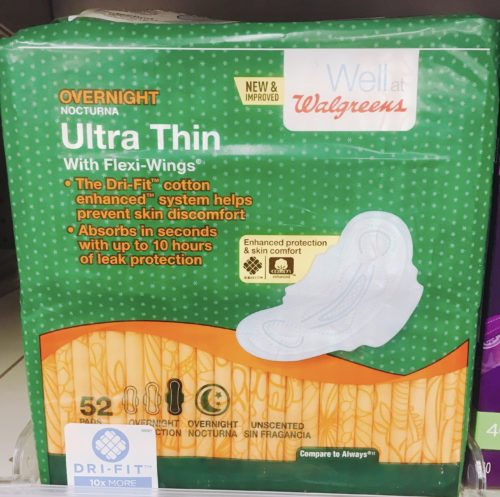 NEW &
IMPROVED
Well at
Walgreens
OVERNIGHT
NOCTURNA
Ultra Thin
With Flexi-Wings®
• The Dri-Fit™ cotton
enhanced™ system helps
prevent skin discomfort
• Absorbs in seconds
with up to 10 hours
of leak protection
Enhanced protection
& skin comfort
52
PADS
OVERNIGHT
OVERNIGHT
NOCTURNA
UNSCENTED
SIN FRAGANCIA
Compare to Always®
DRI-FIT™
10x MORE
4